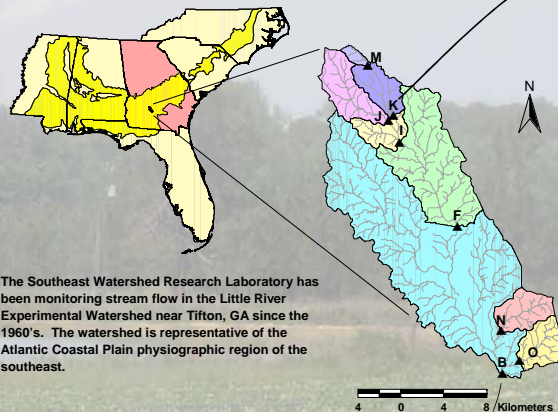 M
K
J
I
N
F
The Southeast Watershed Research Laboratory has
been monitoring stream flow in the Little River
Experimental Watershed near Tifton, GA since the
1960's. The watershed is representative of the
Atlantic Coastal Plain physiographic region of the
southeast.
N
B
O
4 0 4 8 Kilometers